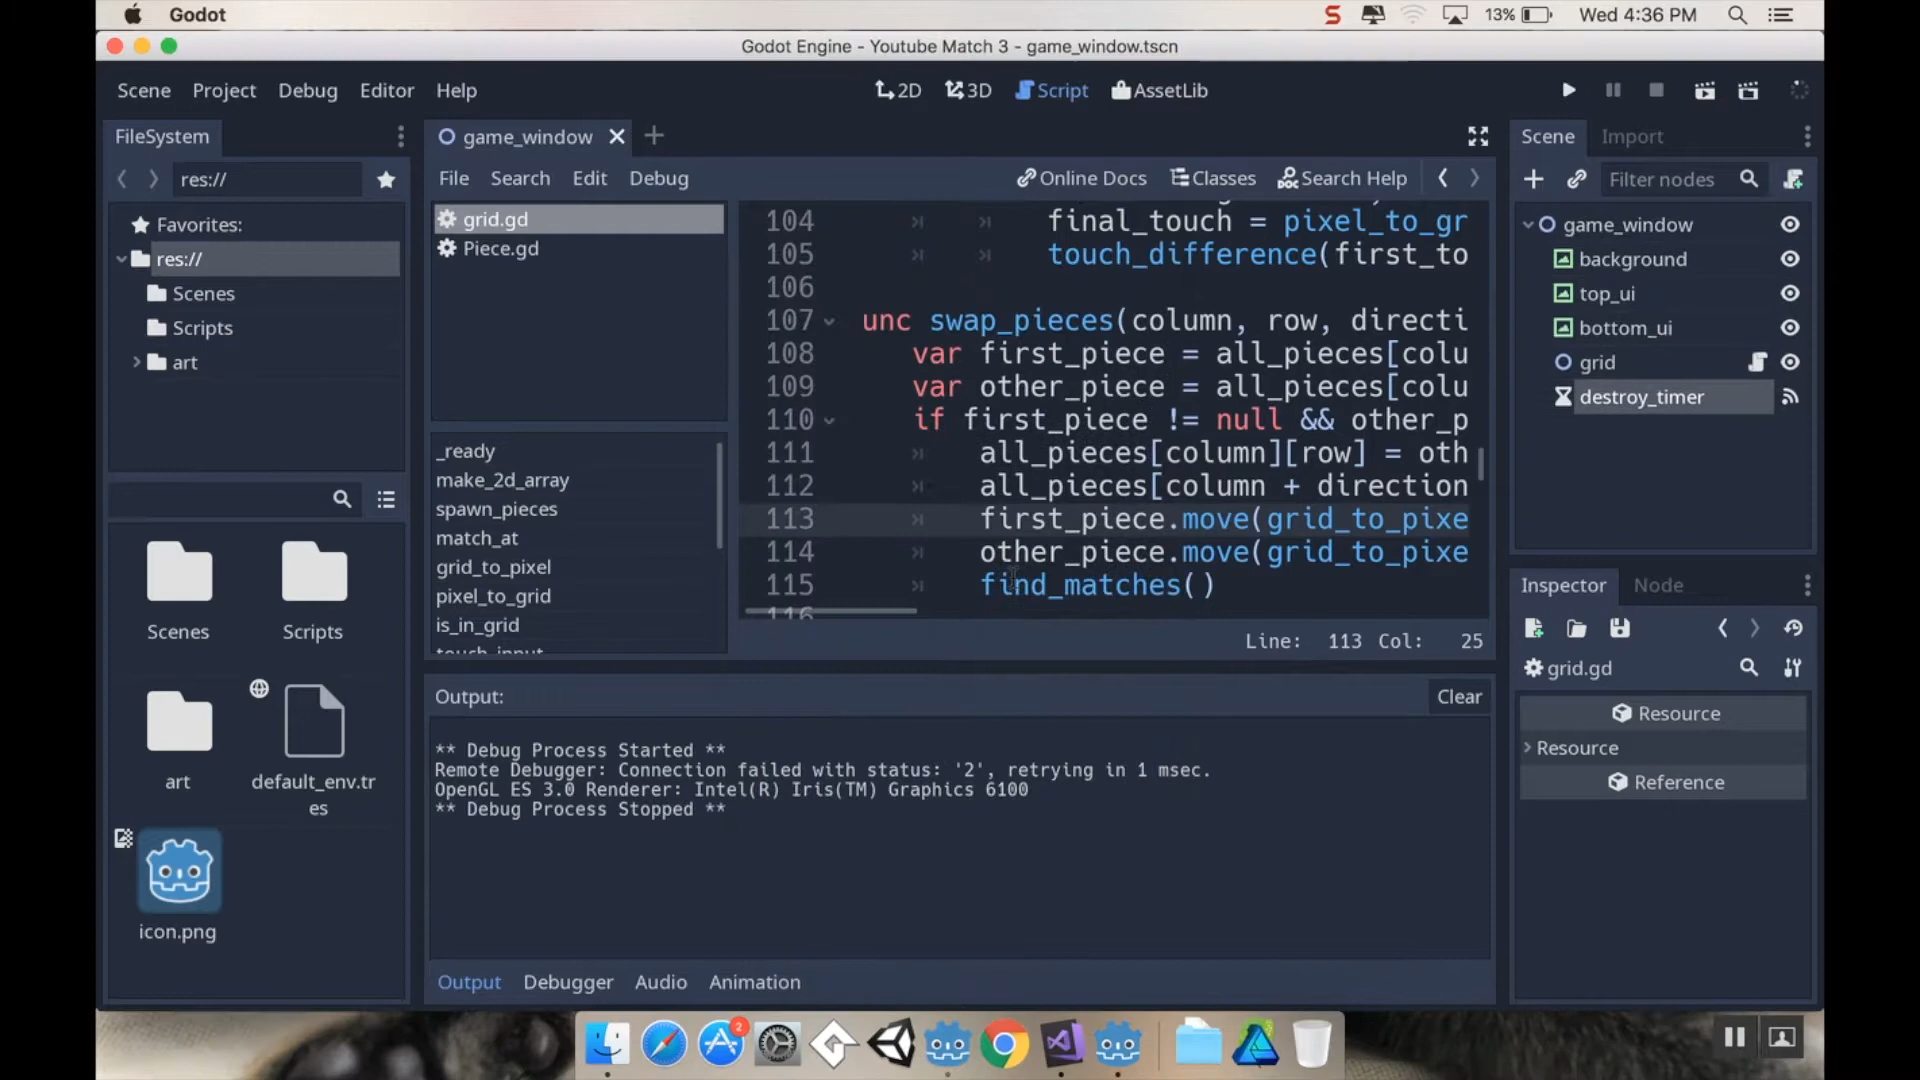 Godot
S
13%
Wed 4:36 PM
Godot Engine - Youtube Match 3 - game_window.tscn
Scene Project Debug Editor Help
2D 3D Script AssetLib
FileSystem
game_window
Scene Import
res://
File Search Edit Debug
Online Docs Classes Search Help
Filter nodes
Favorites:
res://
Scenes
Scripts
art
grid.gd
Piece.gd
_ready
make_2d_array
spawn_pieces
match_at
grid_to_pixel
pixel_to_grid
is_in_grid
104 final_touch = pixel_to_gr
105 touch_difference(first_to
106
107 unc swap_pieces(column, row, directi
108 var first_piece = all_pieces[colu
109 var other_piece = all_pieces[colu
110 if first_piece != null && other_p
111 all_pieces[column][row] = oth
112 all_pieces[column + direction
113 first_piece.move(grid_to_pixe
114 other_piece.move(grid_to_pixe
115 find_matches()
Line: 113 Col: 25
game_window
background
top_ui
bottom_ui
grid
destroy_timer
Scenes
Scripts
art
default_env.tr
es
icon.png
Output:
Clear
** Debug Process Started **
Remote Debugger: Connection failed with status: '2', retrying in 1 msec.
OpenGL ES 3.0 Renderer: Intel(R) Iris(TM) Graphics 6100
** Debug Process Stopped **
Output Debugger Audio Animation
Inspector Node
grid.gd
Resource
Resource
Reference
2